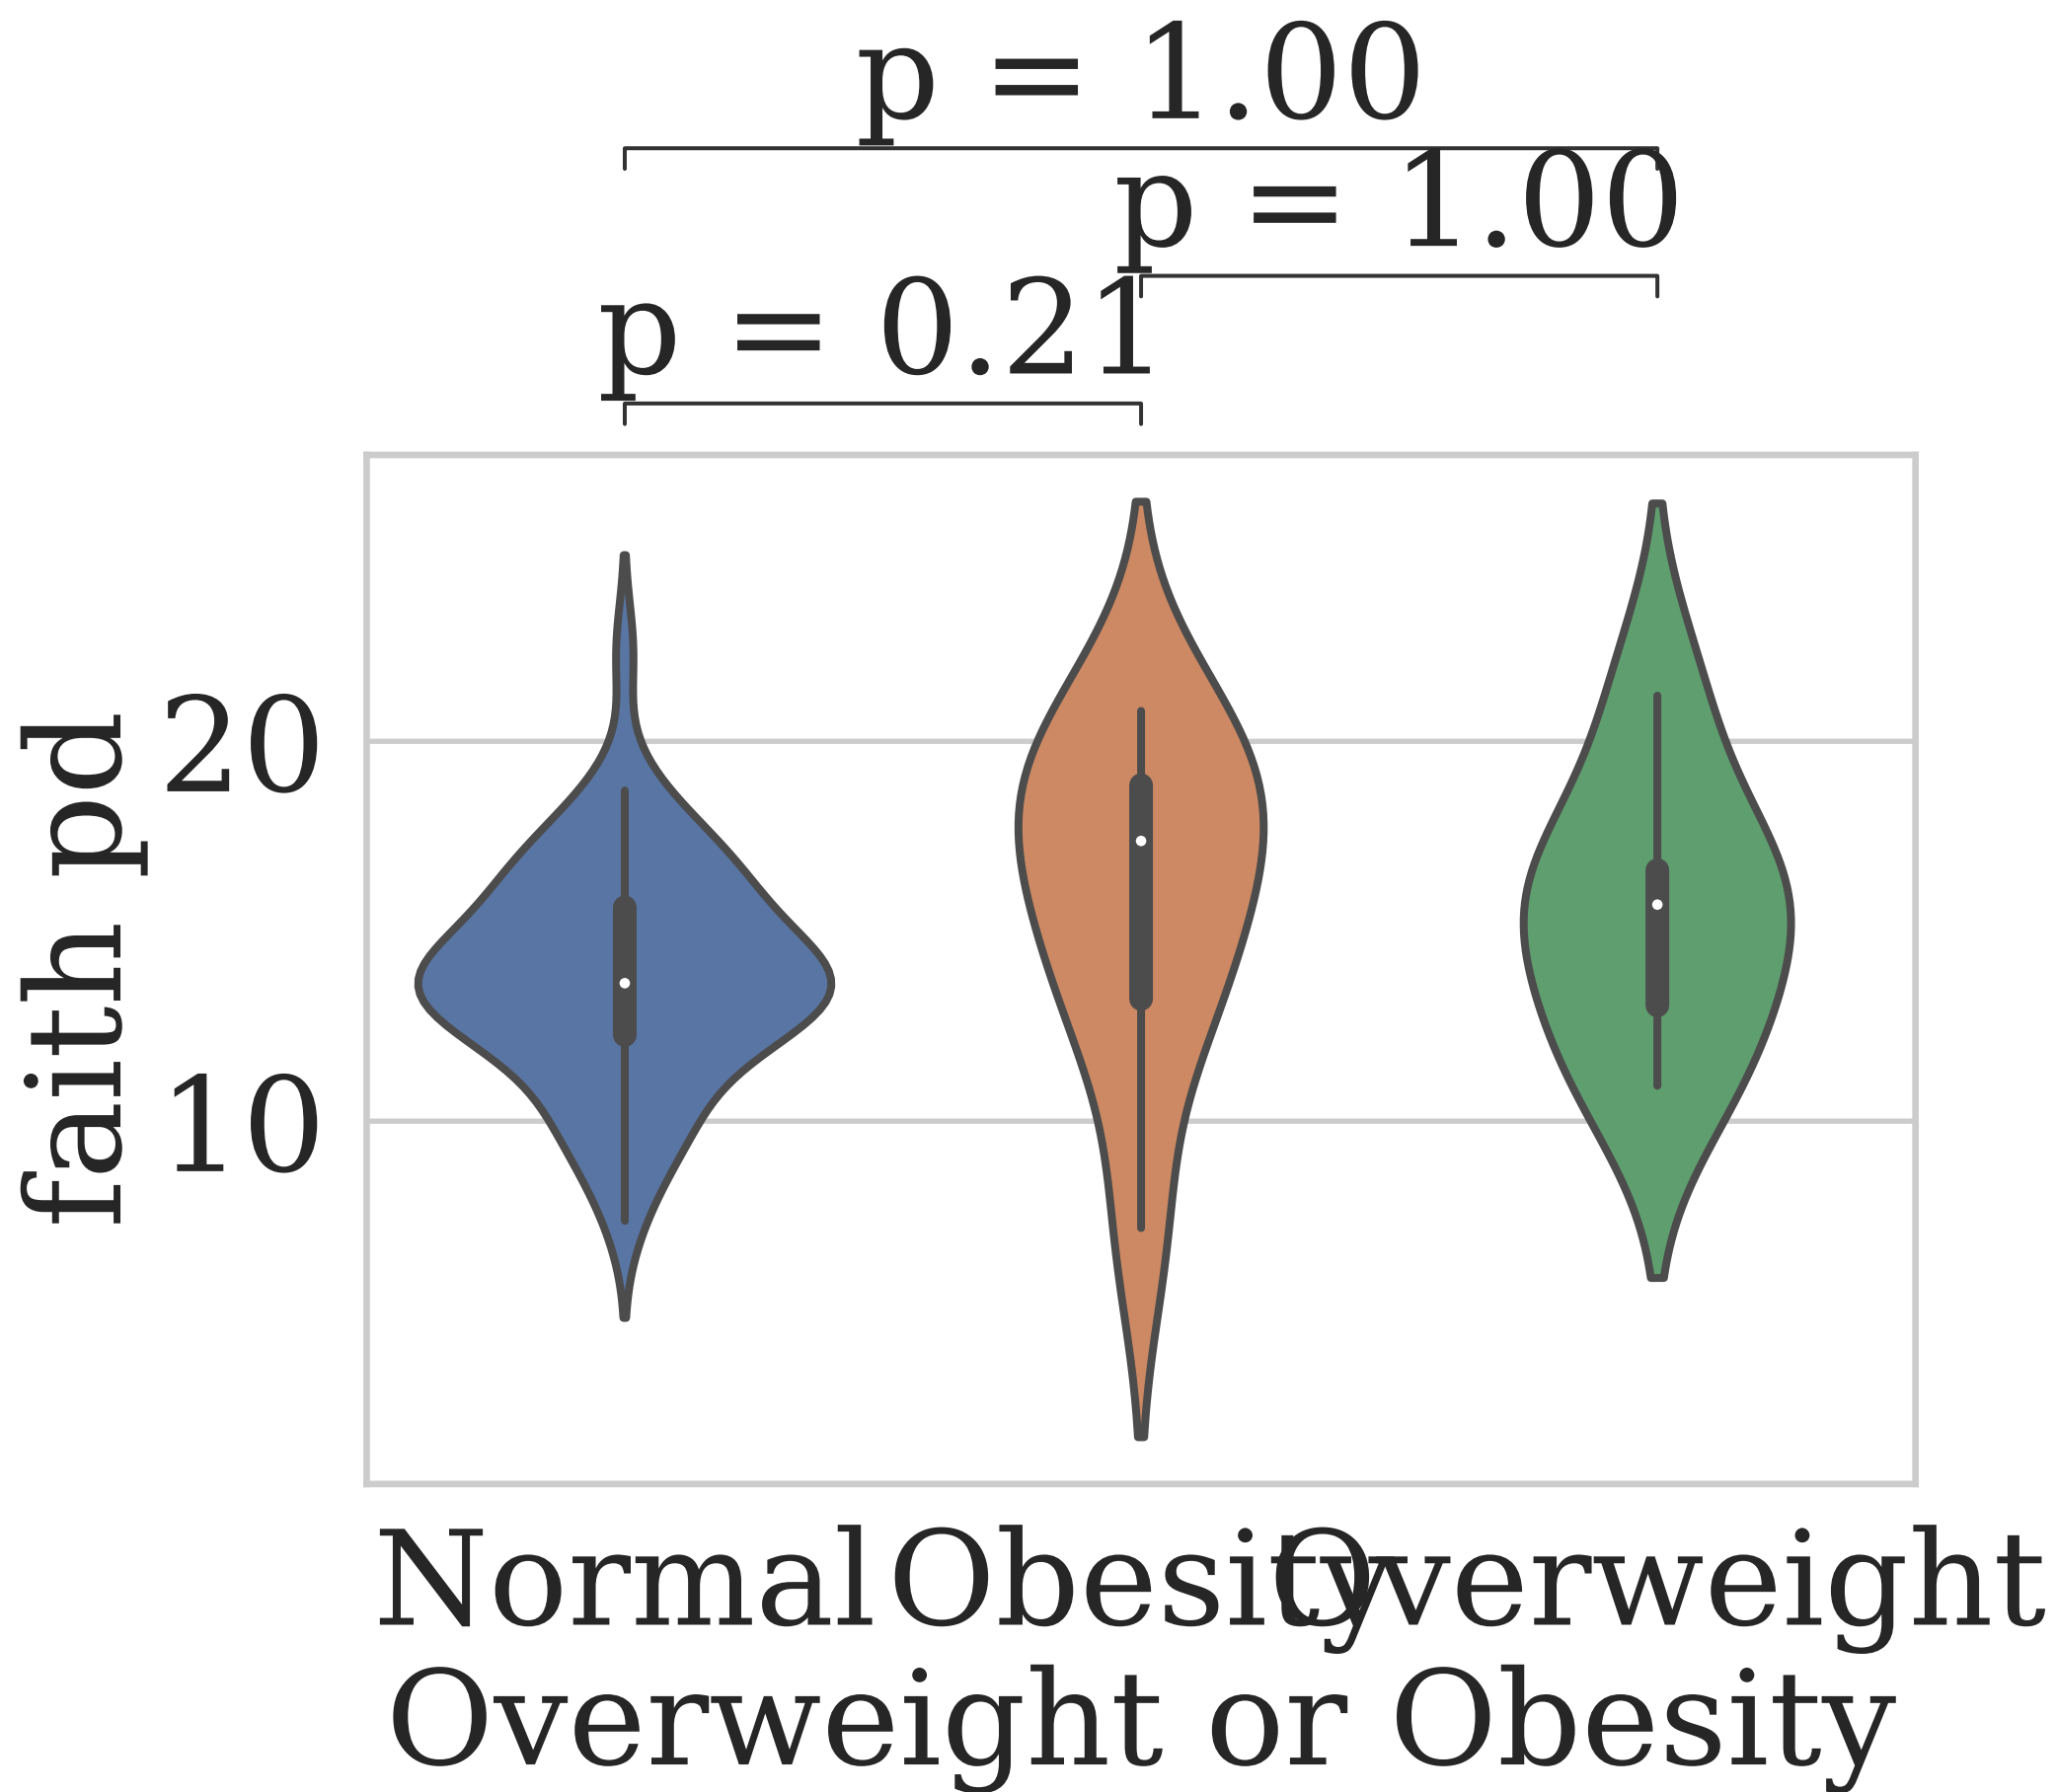 p = 1.00
p = 1.00
p = 0.21
faith pd
20
10
Normal
Obesity
Overweight
Overweight or Obesity